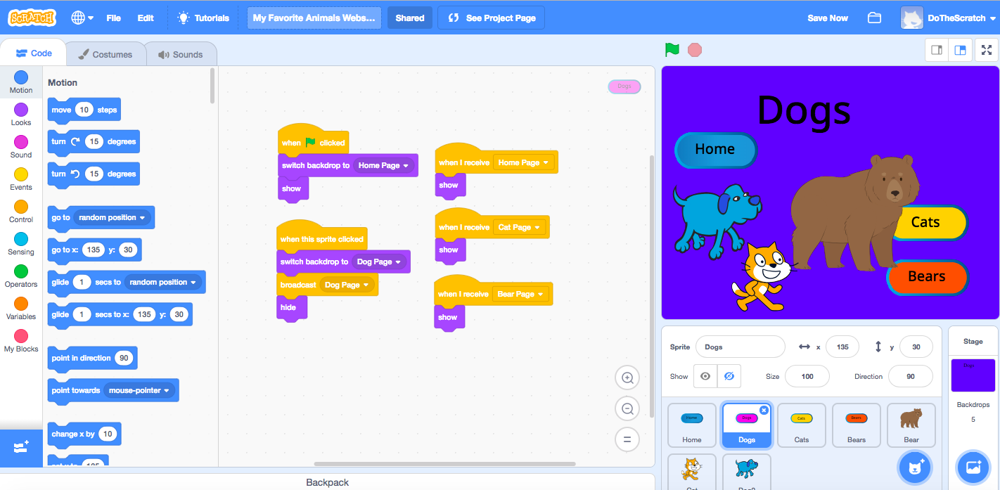 SCRATCH File Edit Tutorials My Favorite Animals Webs... Shared See Project Page Save Now DoTheScratch
Code Costumes Sounds
Motion
Looks
Sound
Events
Control
Sensing
Operators
Variables
My Blocks
Motion
move 10 steps
turn 15 degrees
turn 15 degrees
go to random position
go to x: 135 y: 30
glide 1 secs to random position
glide 1 secs to x: 135 y: 30
point in direction 90
point towards mouse-pointer
change x by 10
Dogs
when clicked
switch backdrop to Home Page
show
when this sprite clicked
switch backdrop to Dog Page
broadcast Dog Page
hide
when I receive Home Page
show
when I receive Cat Page
show
when I receive Bear Page
show
Backpack
Dogs
Home
Cats
Bears
Sprite Dogs x 135 y 30
Show Size 100 Direction 90
Home
Home
Dogs
Dogs
Cats
Cats
Bears
Bears
Bear
Stage
Dogs
Backdrops
5